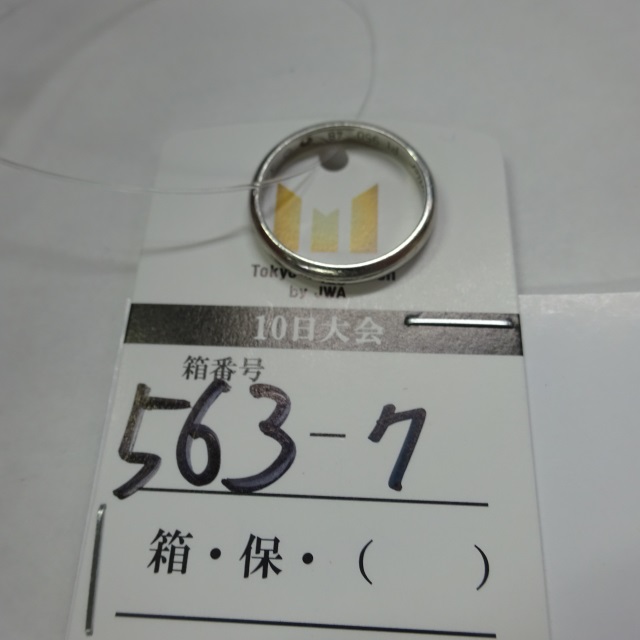 Tokyo
by JWA
10日大会
箱番号
563-7
箱・保・（　　）